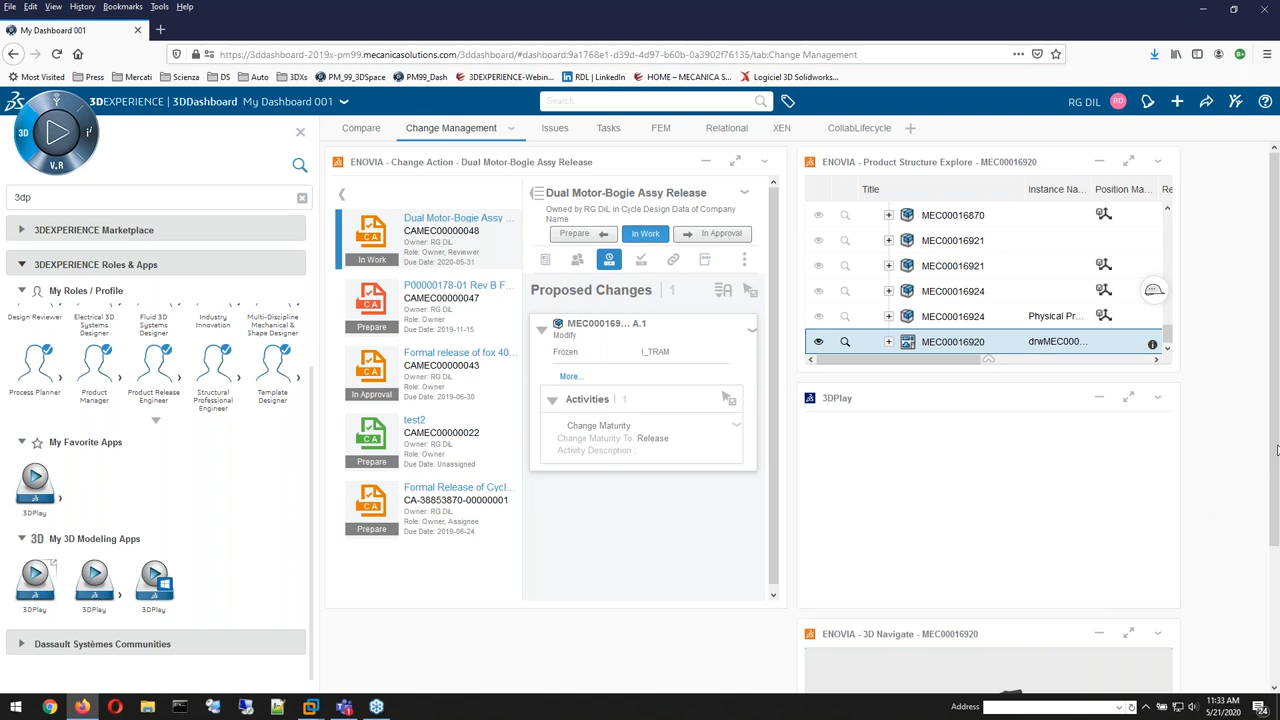 File Edit View History Bookmarks Tools Help
My Dashboard 001
https://3ddashboard-2019x-pm99.mecanicasolutions.com/3ddashboard/#dashboard:9a1768e1-d39d-4d97-b60b-0a3902f76135/tab:Change Management
Most Visited Press Mercati Scienza DS Auto 3DXs PM_99_3DSpace PM99_Dash 3DEXPERIENCE-Webin... RDL | LinkedIn HOME – MECANICA S... Logiciel 3D Solidworks...
3DEXPERIENCE | 3DDashboard My Dashboard 001
Search
RG DIL RD
3D V.R
3dp
3DEXPERIENCE Marketplace
3DEXPERIENCE Roles & Apps
My Roles / Profile
Design Reviewer
Electrical 3D Systems Designer
Fluid 3D Systems Designer
Industry Innovation
Multi-Discipline Mechanical & Shape Designer
Process Planner
Product Manager
Product Release Engineer
Structural Professional Engineer
Template Designer
My Favorite Apps
3DPlay
3D My 3D Modeling Apps
3DPlay 3DPlay 3DPlay
Dassault Systèmes Communities
Compare Change Management Issues Tasks FEM Relational XEN CollabLifecycle
ENOVIA - Change Action - Dual Motor-Bogie Assy Release
Dual Motor-Bogie Assy ...
CAMEC00000048
Owner: RG DiL
Role: Owner, Reviewer
Due Date: 2020-05-31
In Work
P00000178-01 Rev B F...
CAMEC00000047
Owner: RG DiL
Role: Owner
Due Date: 2019-11-15
Prepare
Formal release of fox 40...
CAMEC00000043
Owner: RG DiL
Role: Owner
Due Date: 2019-06-30
In Approval
test2
CAMEC00000022
Owner: RG DiL
Role: Owner
Due Date: Unassigned
Prepare
Formal Release of Cycl...
CA-38853870-00000001
Owner: RG DiL
Role: Owner, Assignee
Due Date: 2019-06-24
Prepare
Dual Motor-Bogie Assy Release
Owned by RG DiL in Cycle Design Data of Company
Name
Prepare In Work In Approval
Proposed Changes 1
MEC000169... A.1
Modify
Frozen I_TRAM
More...
Activities 1
Change Maturity
Change Maturity To: Release
Activity Description :
ENOVIA - Product Structure Explore - MEC00016920
Title Instance Na... Position Ma... Re
MEC00016870
MEC00016921
MEC00016921
MEC00016924
MEC00016924 Physical Pr...
MEC00016920 drwMEC000...
3DPlay
ENOVIA - 3D Navigate - MEC00016920
Address
11:33 AM
5/21/2020
24